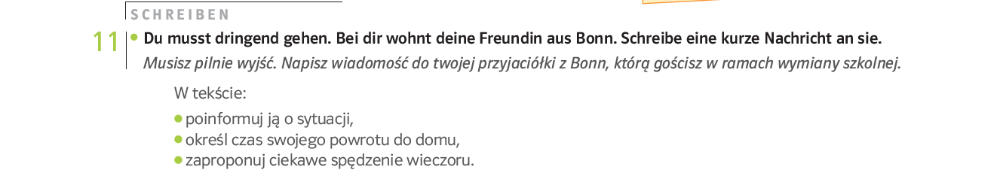 SCHREIBEN
11 • Du musst dringend gehen. Bei dir wohnt deine Freundin aus Bonn. Schreibe eine kurze Nachricht an sie.
Musisz pilnie wyjść. Napisz wiadomość do twojej przyjaciółki z Bonn, którą gościsz w ramach wymiany szkolnej.
W tekście:
• poinformuj ją o sytuacji,
• określ czas swojego powrotu do domu,
• zaproponuj ciekawe spędzenie wieczoru.